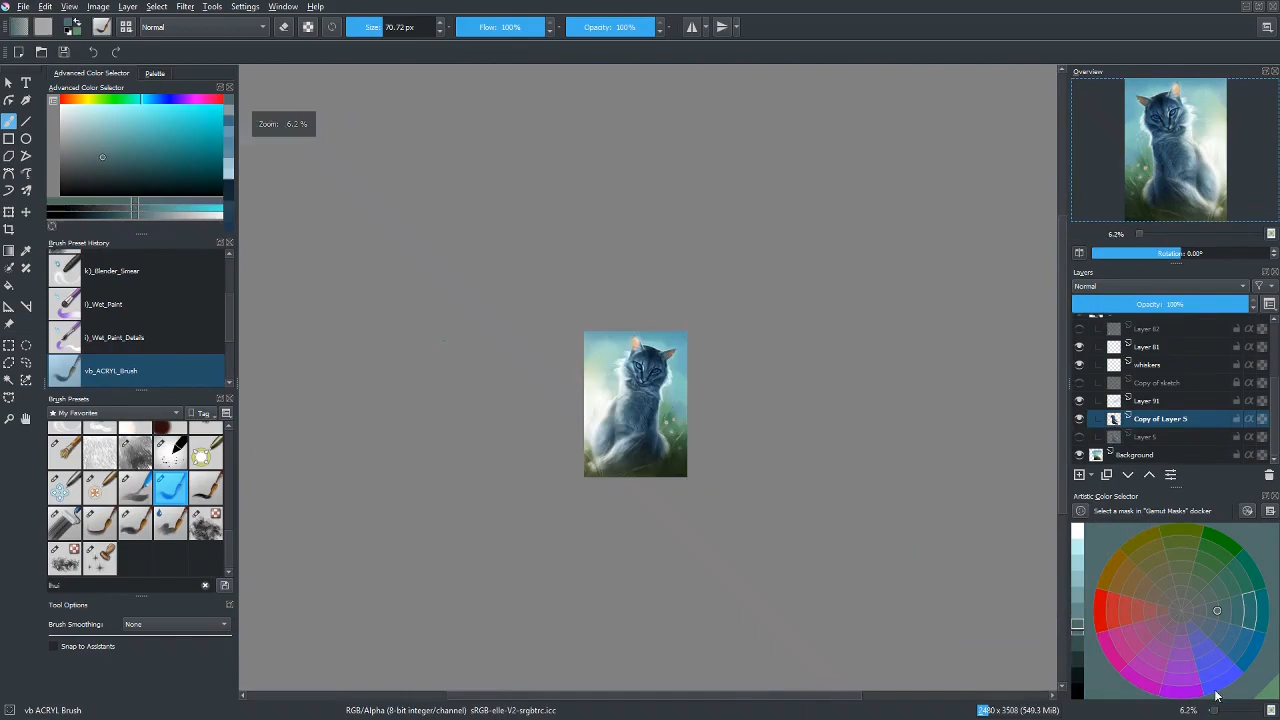 File Edit View Image Layer Select Filter Tools Settings Window Help
Normal Size: 70.72 px Flow: 100% Opacity: 100%
Advanced Color Selector Palette
Advanced Color Selector
Zoom: 6.2 %
Brush Preset History
k)_Blender_Smear
i)_Wet_Paint
i)_Wet_Paint_Details
vb_ACRYL_Brush
Brush Presets
My Favorites Tag
Tool Options
Brush Smoothing: None
Snap to Assistants
Overview
6.2%
Rotation: 0.00°
Layers
Normal
Opacity: 100%
Layer 82
Layer 81
whiskers
Copy of sketch
Layer 91
Copy of Layer 5
Layer 5
Background
Artistic Color Selector
Select a mask in "Gamut Masks" docker
vb ACRYL Brush RGB/Alpha (8-bit integer/channel) sRGB-elle-V2-srgbtrc.icc 2480 x 3508 (549.3 MiB) 6.2%